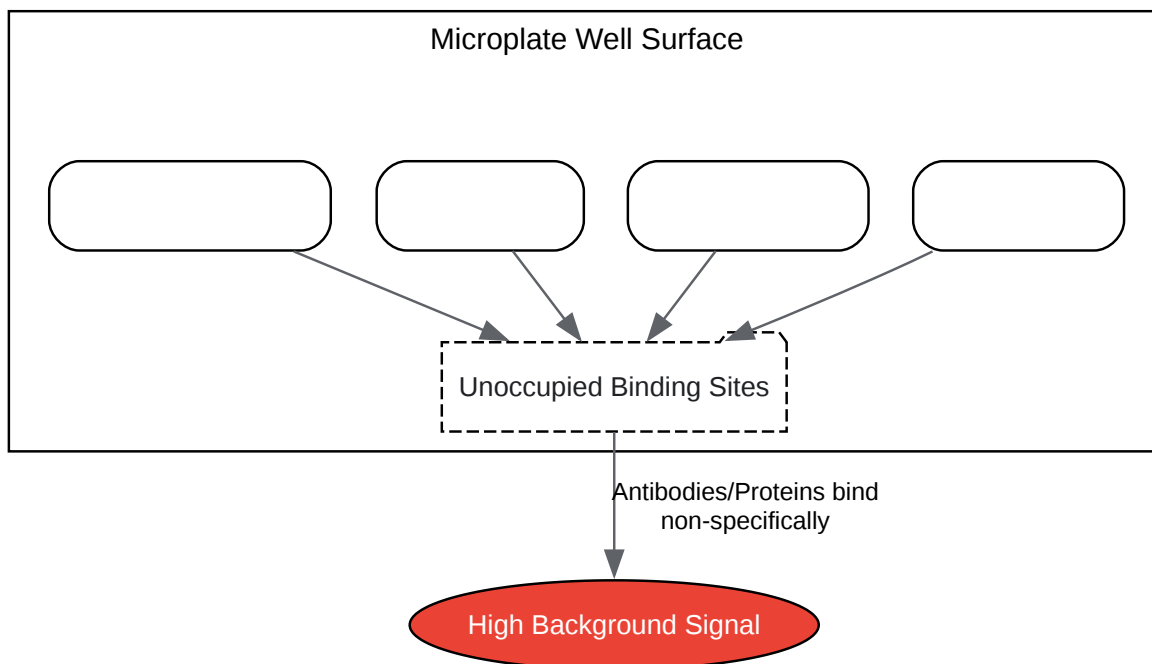 Microplate Well Surface
Unoccupied Binding Sites
Antibodies/Proteins bind
non-specifically
High Background Signal